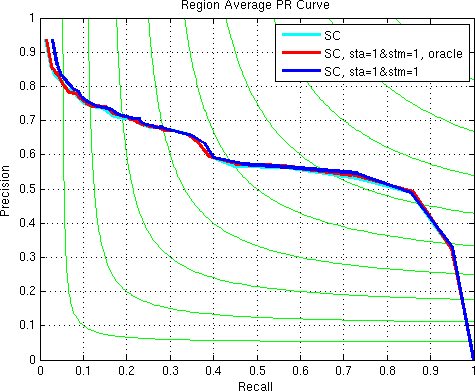 Region Average PR Curve
SC
SC, sta=1&stm=1, oracle
SC, sta=1&stm=1
Precision
1
0.9
0.8
0.7
0.6
0.5
0.4
0.3
0.2
0.1
0
0 0.1 0.2 0.3 0.4 0.5 0.6 0.7 0.8 0.9
Recall